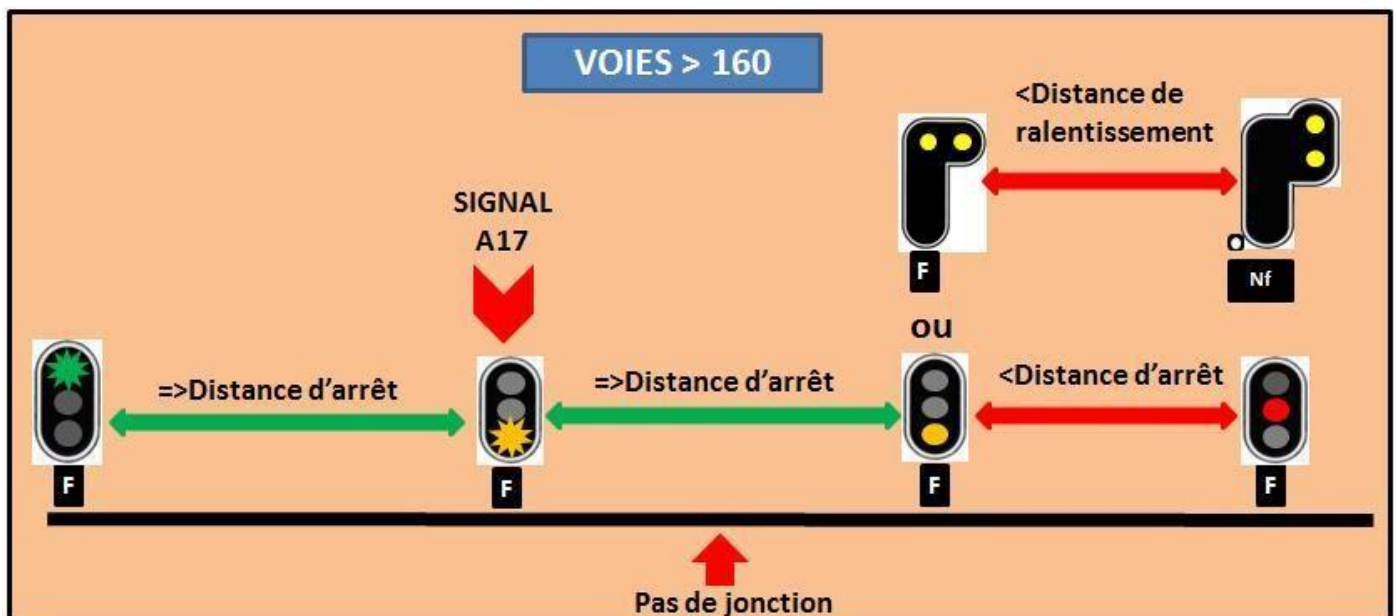 VOIES > 160
<Distance de
ralentissement
SIGNAL
A17
F
O
Nf
ou
=>Distance d'arrêt
=>Distance d'arrêt
<Distance d'arrêt
F
F
F
F
Pas de jonction